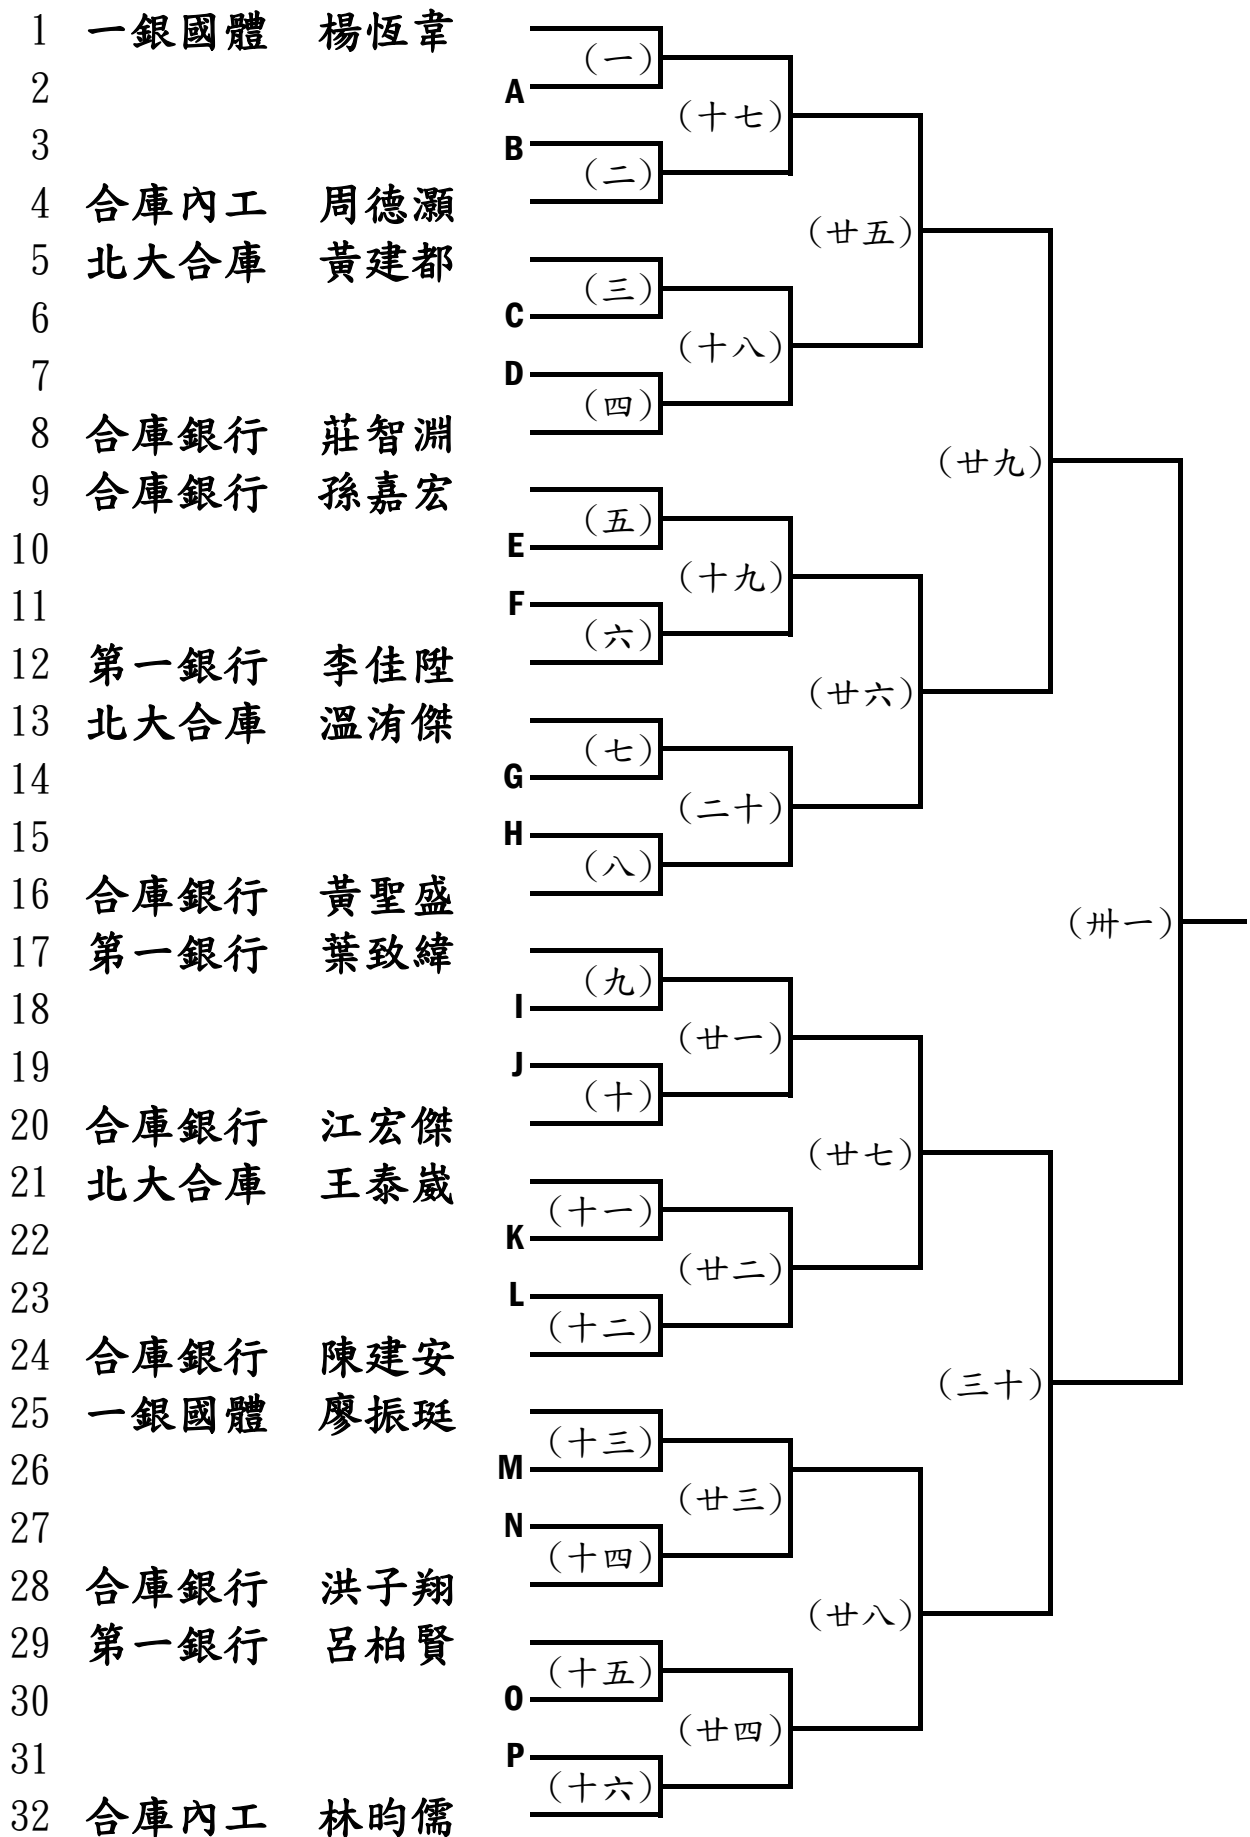 1 一銀國體 楊恆韋
(一)
2 A
(十七)
3 B
(二)
4 合庫內工 周德灝
(廿五)
5 北大合庫 黃建都
(三)
6 C
(十八)
7 D
(四)
8 合庫銀行 莊智淵
(廿九)
9 合庫銀行 孫嘉宏
(五)
10 E
(十九)
11 F
(六)
12 第一銀行 李佳陞
(廿六)
13 北大合庫 溫洧傑
(七)
14 G
(二十)
15 H
(八)
16 合庫銀行 黃聖盛
(卅一)
17 第一銀行 葉致緯
(九)
18 I
(廿一)
19 J
(十)
20 合庫銀行 江宏傑
(廿七)
21 北大合庫 王泰崴
(十一)
22 K
(廿二)
23 L
(十二)
24 合庫銀行 陳建安
(三十)
25 一銀國體 廖振珽
(十三)
26 M
(廿三)
27 N
(十四)
28 合庫銀行 洪子翔
(廿八)
29 第一銀行 呂柏賢
(十五)
30 O
(廿四)
31 P
(十六)
32 合庫內工 林昀儒